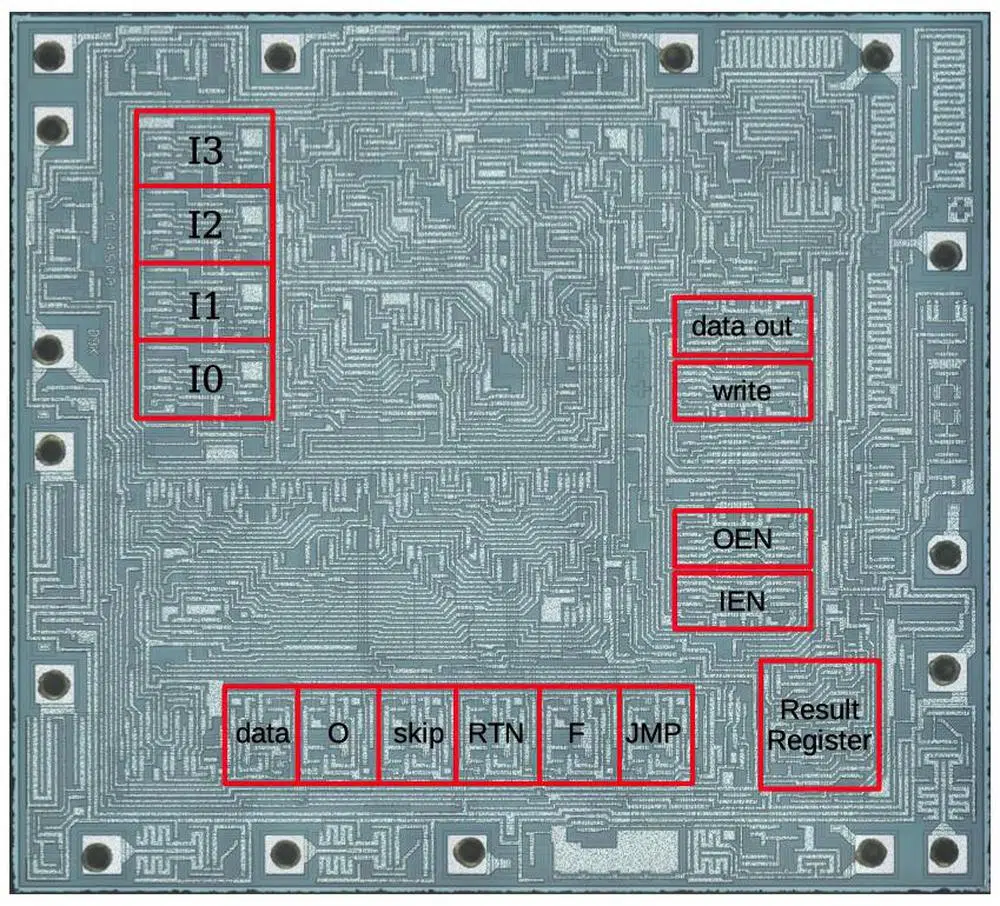 I3
I2
I1
I0
data out
write
OEN
IEN
Result
Register
data
O
skip
RTN
F
JMP